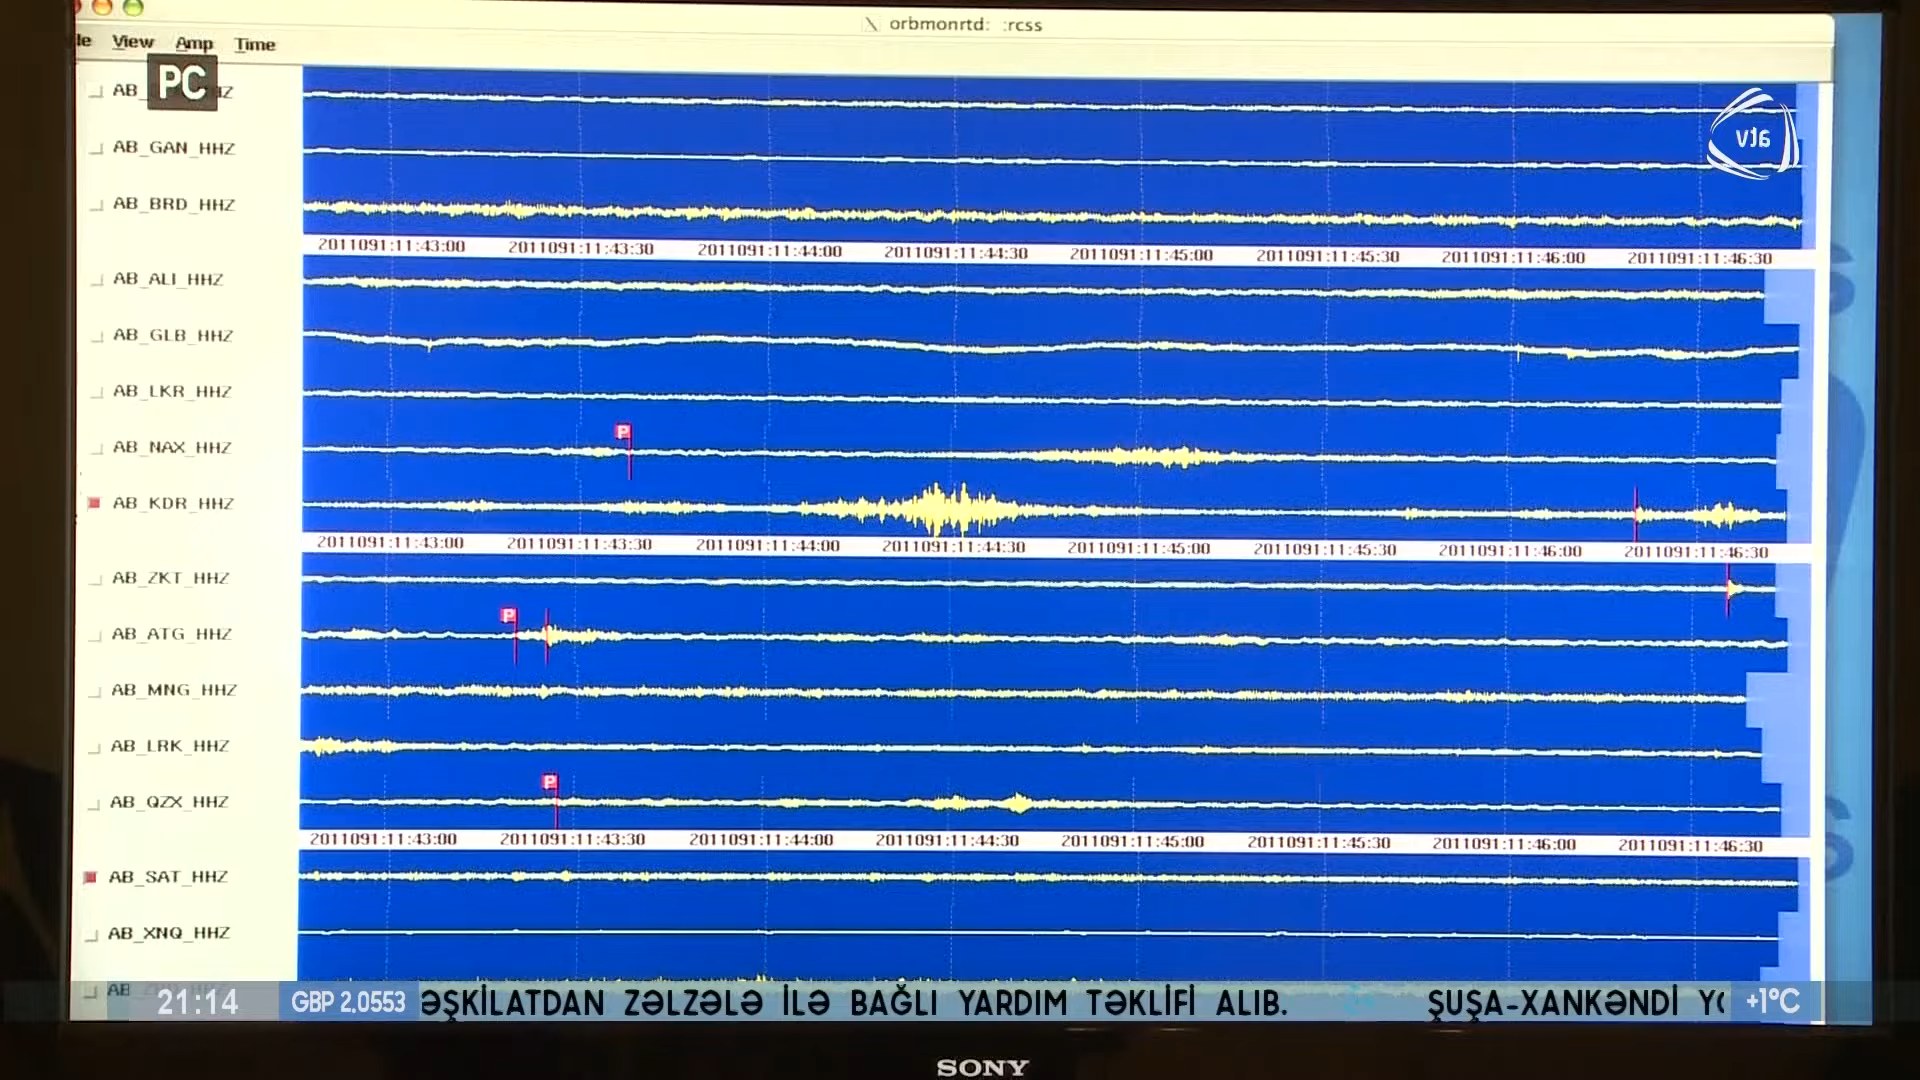 orbmonrtd: :rcss
View Amp Time
PC
AB_
AB_GAN_HHZ
AB_BRD_HHZ
2011091:11:43:00 2011091:11:43:30 2011091:11:44:00 2011091:11:44:30 2011091:11:45:00 2011091:11:45:30 2011091:11:46:00 2011091:11:46:30
AB_ALI_HHZ
AB_GLB_HHZ
AB_LKR_HHZ
P
AB_NAX_HHZ
AB_KDR_HHZ
2011091:11:43:00 2011091:11:43:30 2011091:11:44:00 2011091:11:44:30 2011091:11:45:00 2011091:11:45:30 2011091:11:46:00 2011091:11:46:30
AB_ZKT_HHZ
P
AB_ATG_HHZ
AB_MNG_HHZ
AB_LRK_HHZ
P
AB_QZX_HHZ
2011091:11:43:00 2011091:11:43:30 2011091:11:44:00 2011091:11:44:30 2011091:11:45:00 2011091:11:45:30 2011091:11:46:00 2011091:11:46:30
AB_SAT_HHZ
AB_XNQ_HHZ
AB
21:14 GBP 2.0553 ƏŞKİLATDAN ZƏLZƏLƏ İLƏ BAĞLI YARDIM TƏKLİFİ ALIB. ŞUŞA-XANKƏNDİ +1°C
SONY